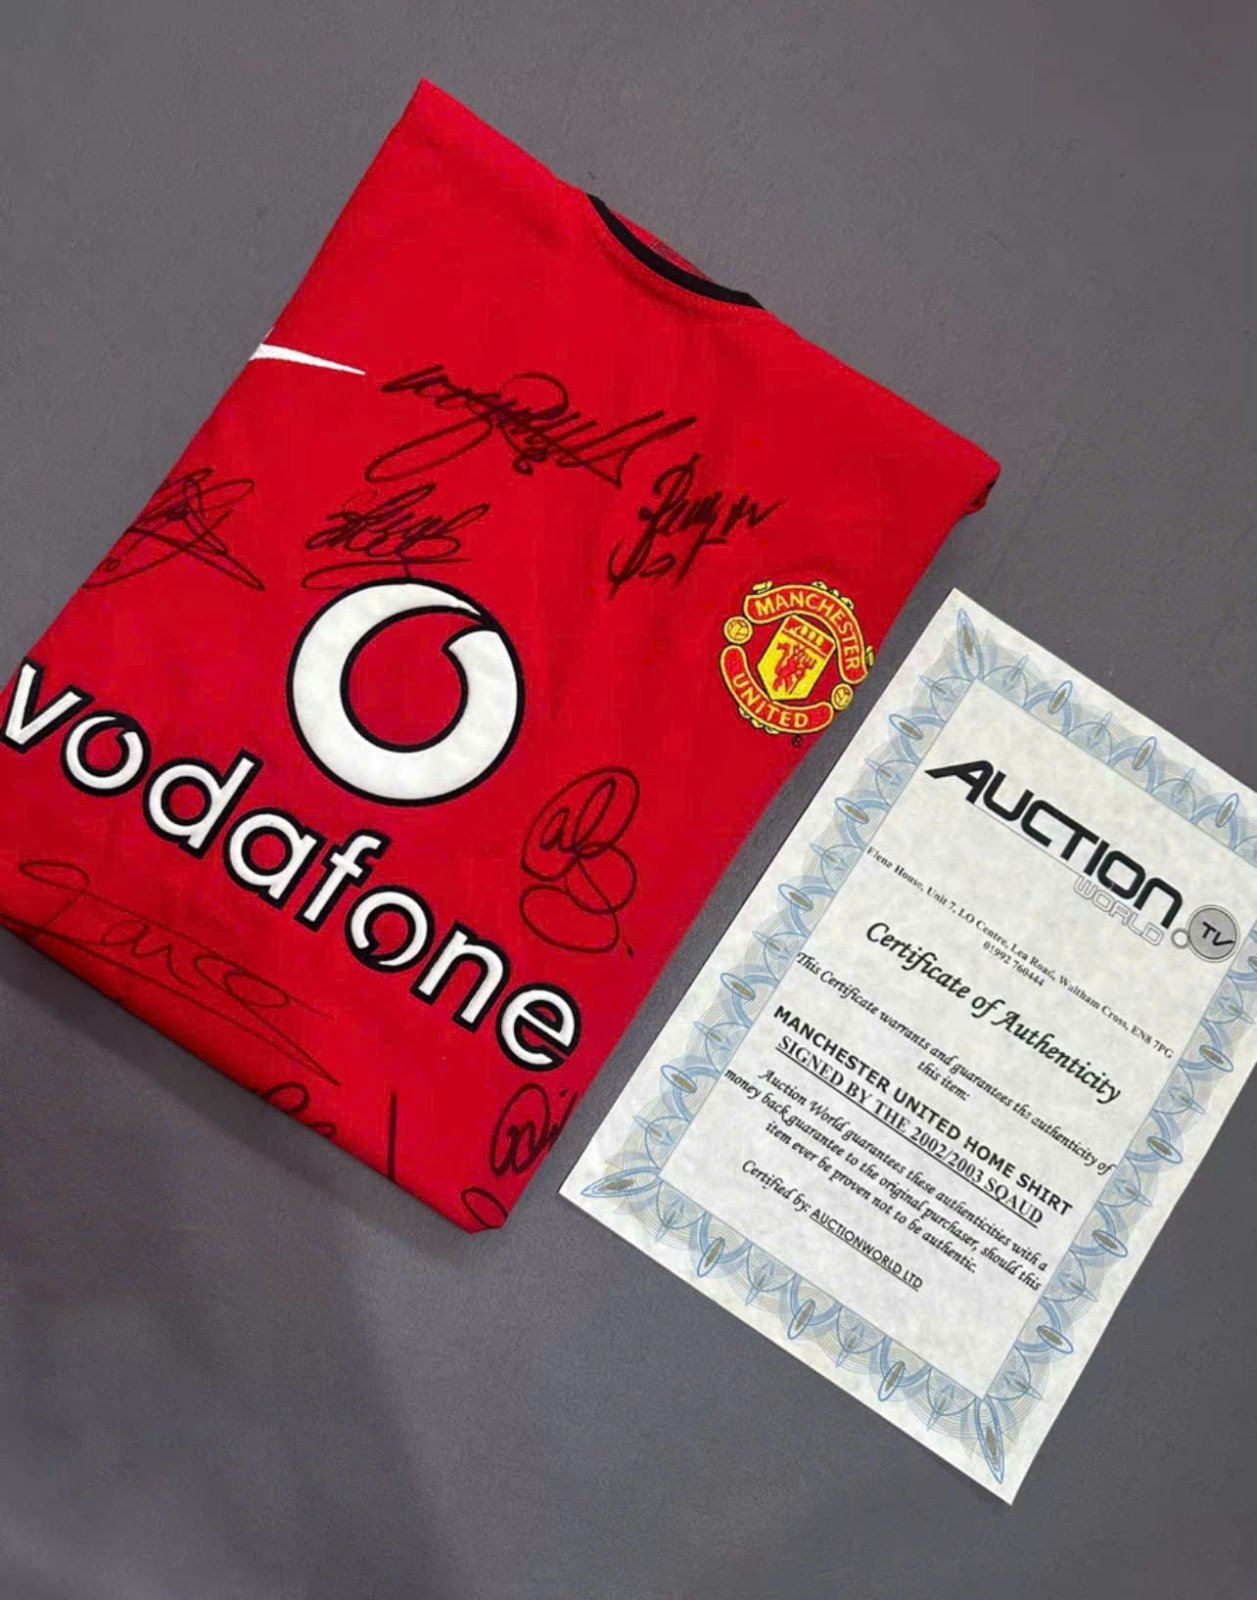 MANCHESTER
UNITED
®
vodafone
AUCTION
WORLD TV
Elene House, Unit 7, LO Centre, Lea Road, Waltham Cross, EN8 7PG
01992 760444
Certificate of Authenticity
This Certificate warrants and guarantees the authenticity of
this item:
MANCHESTER UNITED HOME SHIRT
SIGNED BY THE 2002/2003 SQAUD
Auction World guarantees these authenticities with a
money back guarantee to the original purchaser, should this
item ever be proven not to be authentic.
Certified by: AUCTIONWORLD LTD